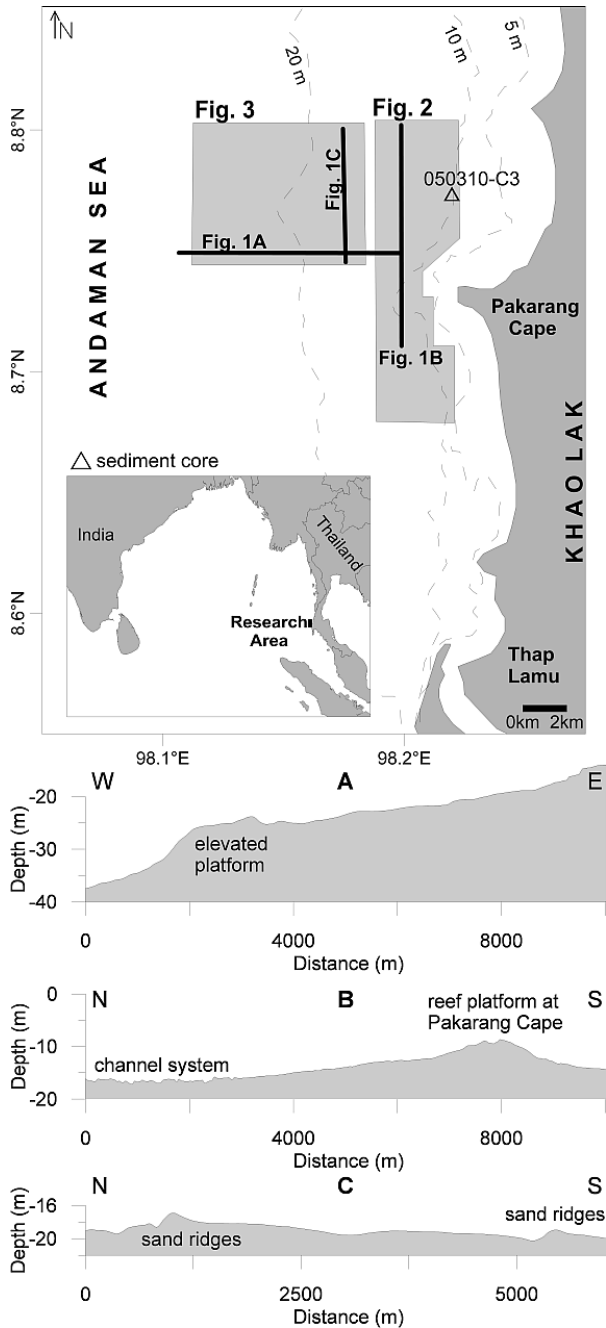 N
20 m
10 m
5 m
8.8°N
Fig. 3
Fig. 2
Fig. 1C
050310-C3
ANDAMAN SEA
Fig. 1A
Pakarang
Cape
Fig. 1B
8.7°N
KHAO LAK
△ sediment core
India
Thailand
Research
Area
8.6°N
Thap
Lamu
0km 2km
98.1°E
98.2°E
W A E
-20
-30
-40
Depth (m)
elevated
platform
0 4000 8000
Distance (m)
N B S
0
-10
-20
Depth (m)
reef platform at
Pakarang Cape
channel system
0 4000 8000
Distance (m)
N C S
-16
-20
Depth (m)
sand ridges
sand ridges
0 2500 5000
Distance (m)